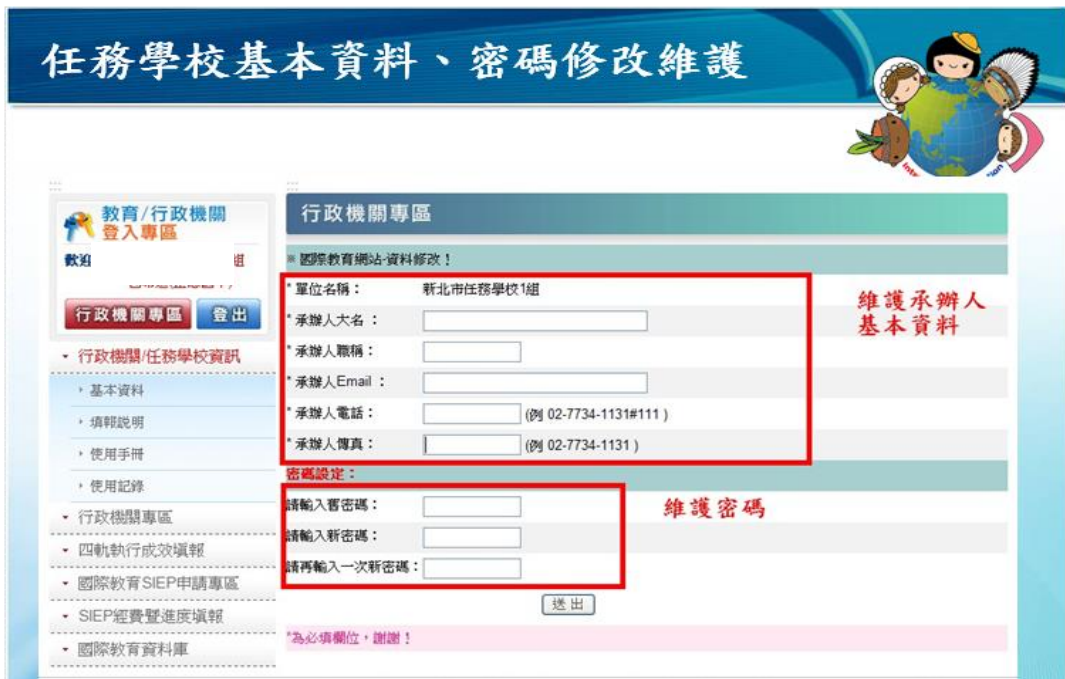 任務學校基本資料、密碼修改維護
教育/行政機關
登入專區
歡迎
組
行政機關專區
登出
行政機關/任務學校資訊
基本資料
填報說明
使用手冊
使用記錄
行政機關專區
四軌執行成效填報
國際教育SIEP申請專區
SIEP經費暨進度填報
國際教育資料庫
行政機關專區
※ 國際教育網站-資料修改！
*單位名稱： 新北市任務學校1組
*承辦人大名：
*承辦人職稱：
*承辦人Email：
*承辦人電話： (例 02-7734-1131#111 )
*承辦人傳真： (例 02-7734-1131 )
維護承辦人
基本資料
密碼設定：
請輸入舊密碼：
請輸入新密碼：
請再輸入一次新密碼：
維護密碼
送出
*為必填欄位，謝謝！